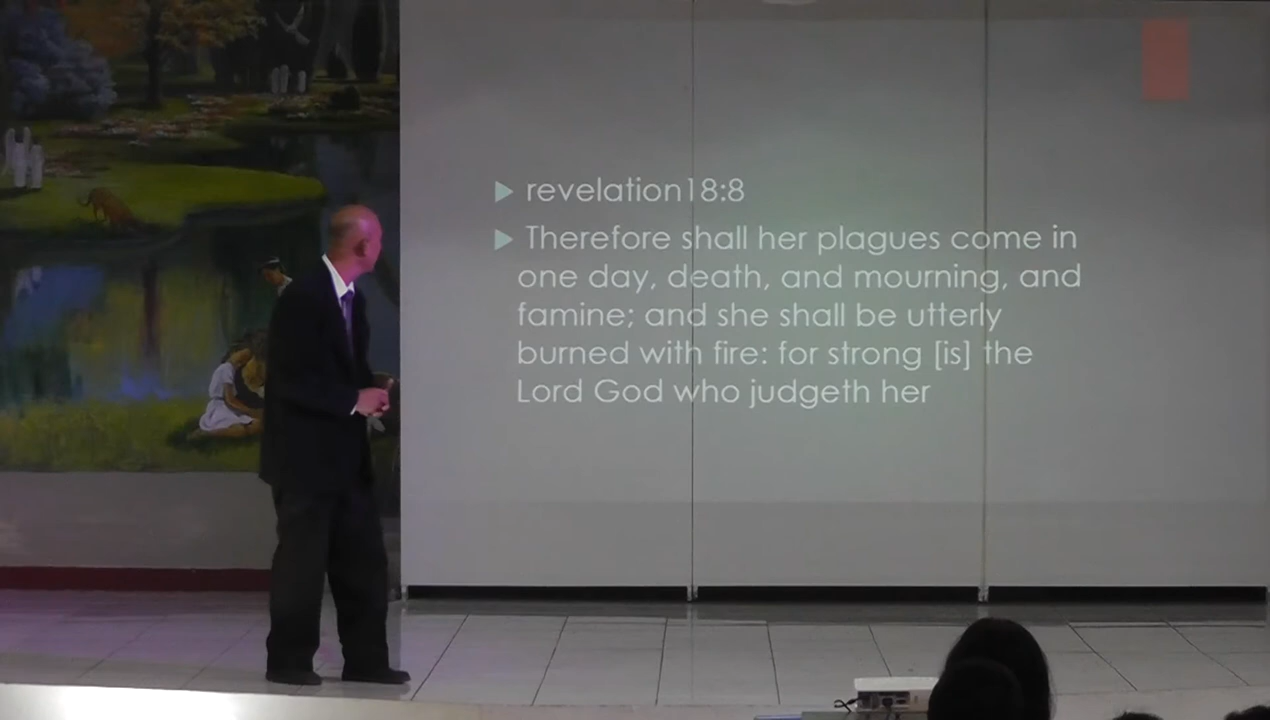 revelation18:8
Therefore shall her plagues come in
one day, death, and mourning, and
famine; and she shall be utterly
burned with fire: for strong [is] the
Lord God who judgeth her